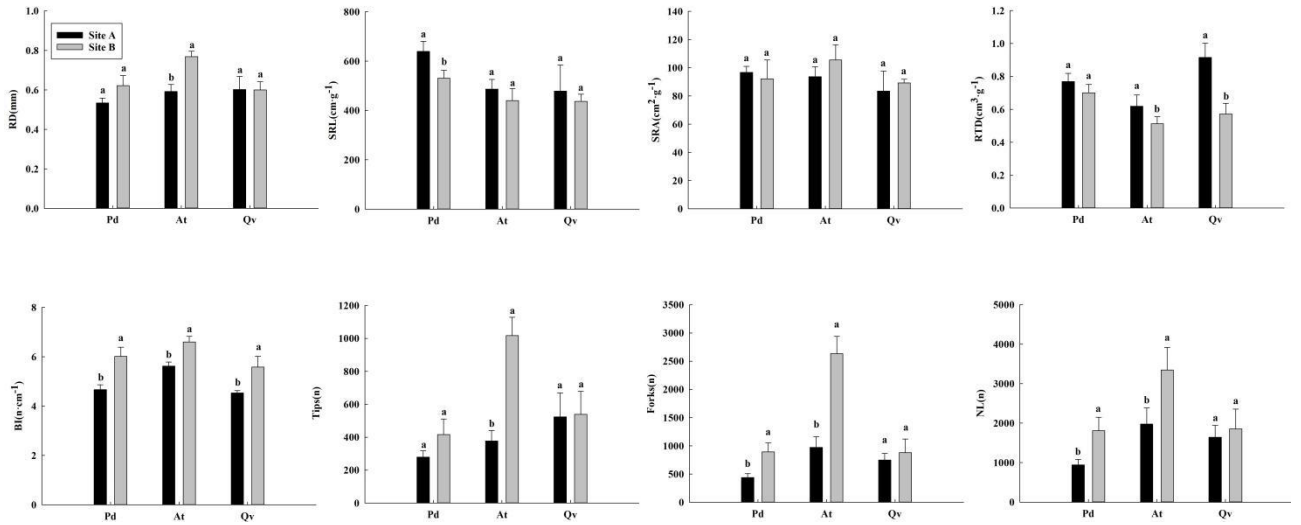 Site A
Site B
RD(mm)
1.0
0.8
0.6
0.4
0.2
0.0
a
a
b
a
a
a
Pd
At
Qv
SRL(cm·g⁻¹)
800
600
400
200
0
a
b
a
a
a
a
Pd
At
Qv
SRA(cm²·g⁻¹)
140
120
100
80
60
40
20
0
a
a
a
a
a
a
Pd
At
Qv
RTD(cm³·g⁻¹)
1.2
1.0
0.8
0.6
0.4
0.2
0.0
a
a
a
b
a
b
Pd
At
Qv
BI(n·cm⁻¹)
8
6
4
2
0
b
a
b
a
b
a
Pd
At
Qv
Tips(n)
1200
1000
800
600
400
200
0
a
a
b
a
a
a
Pd
At
Qv
Forks(n)
3500
3000
2500
2000
1500
1000
500
0
b
a
b
a
a
a
Pd
At
Qv
NL(n)
5000
4000
3000
2000
1000
0
b
a
b
a
a
a
Pd
At
Qv